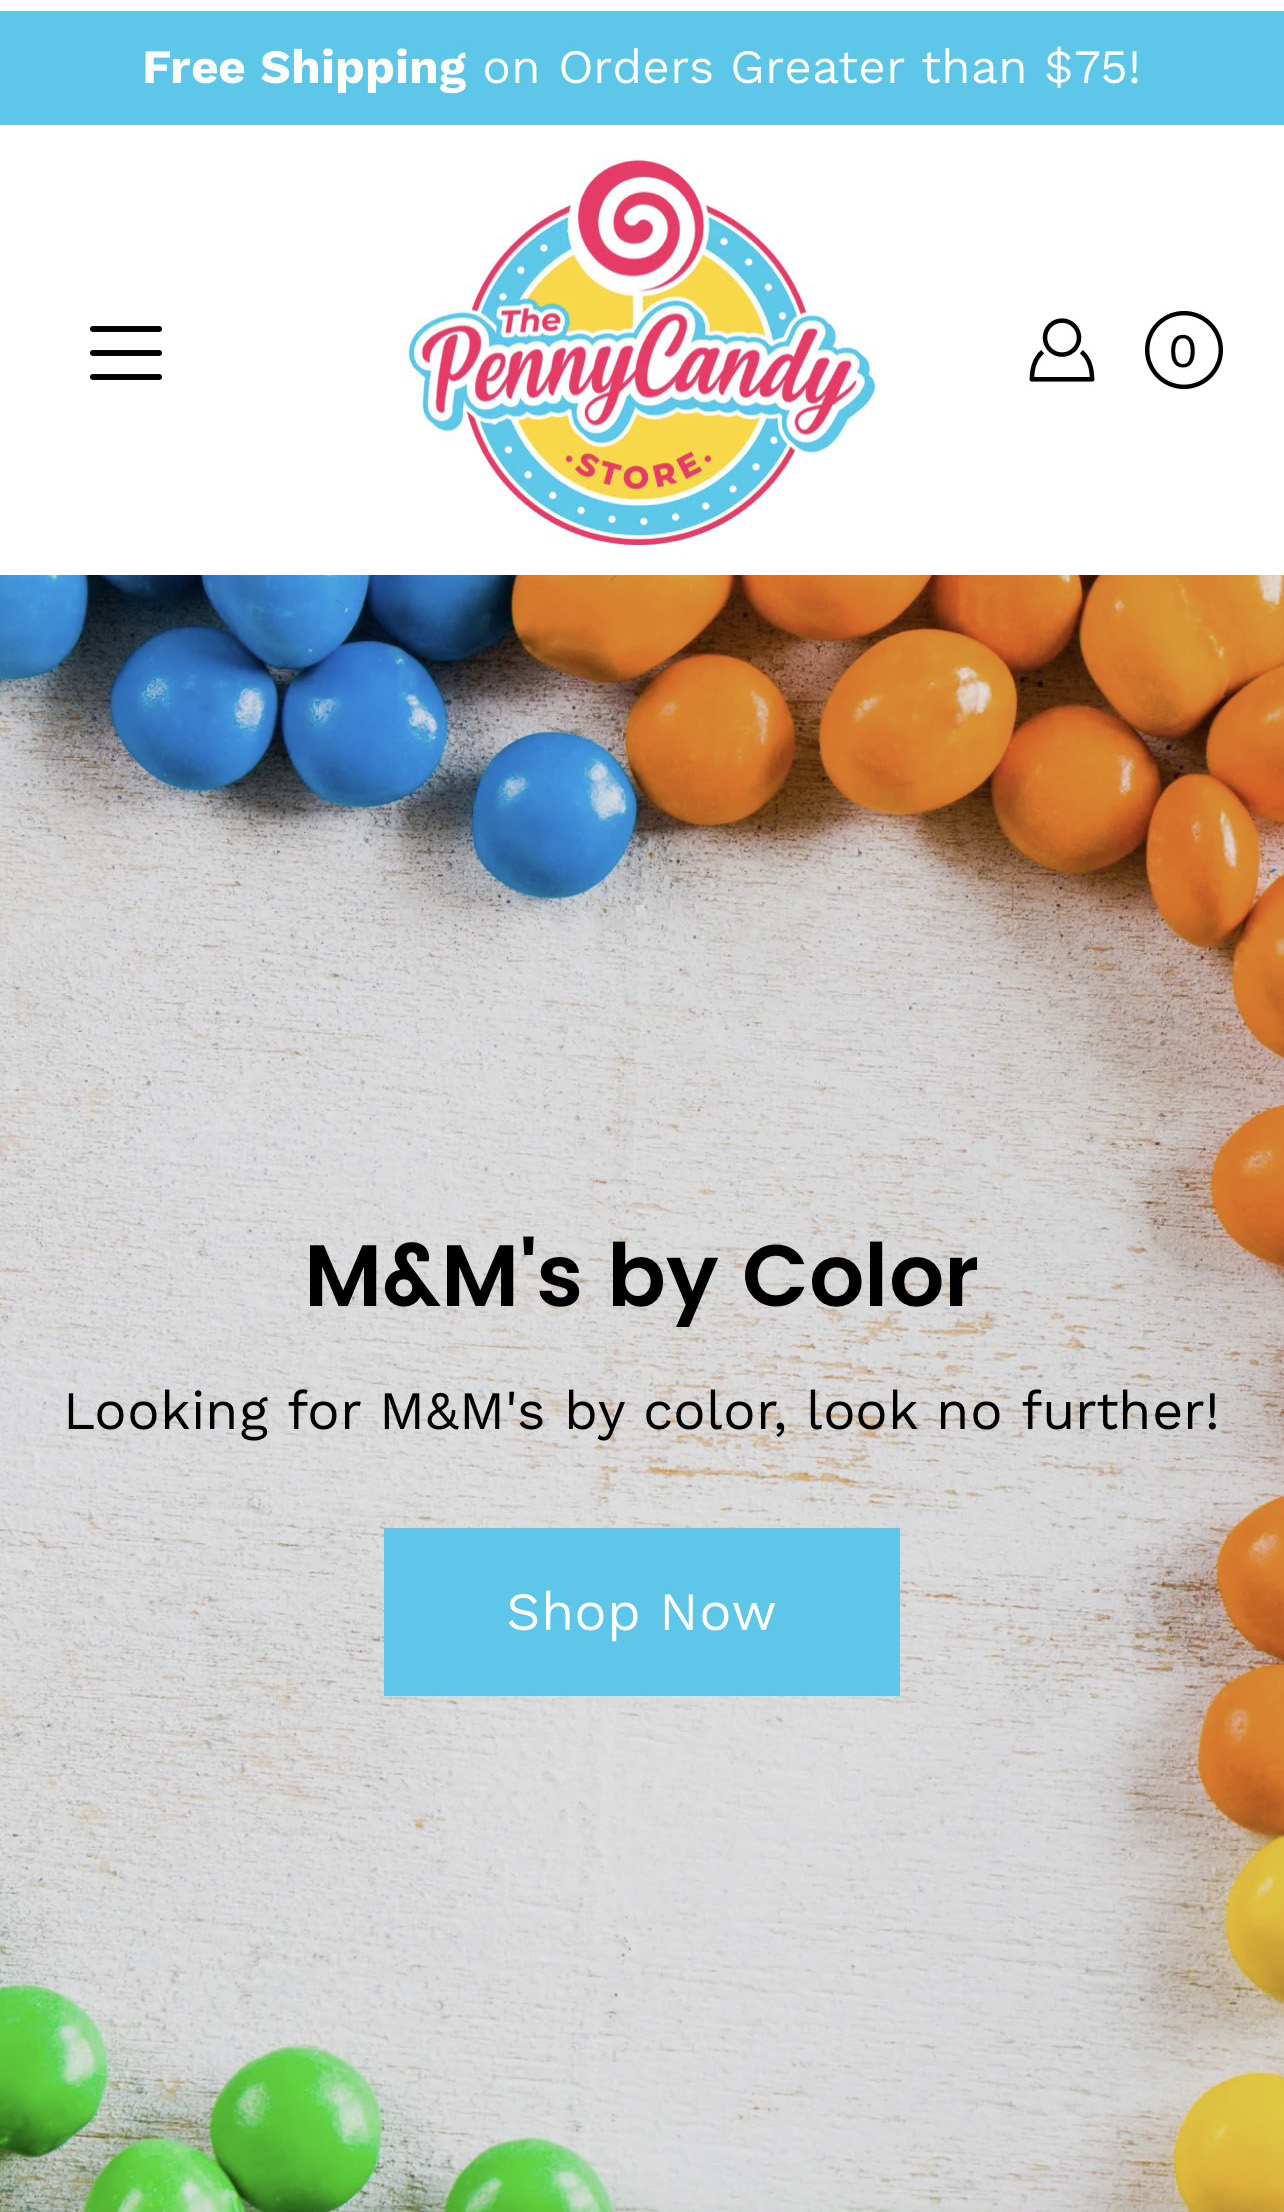 Free Shipping on Orders Greater than $75!
The
PennyCandy
·STORE·
0
M&M's by Color
Looking for M&M's by color, look no further!
Shop Now